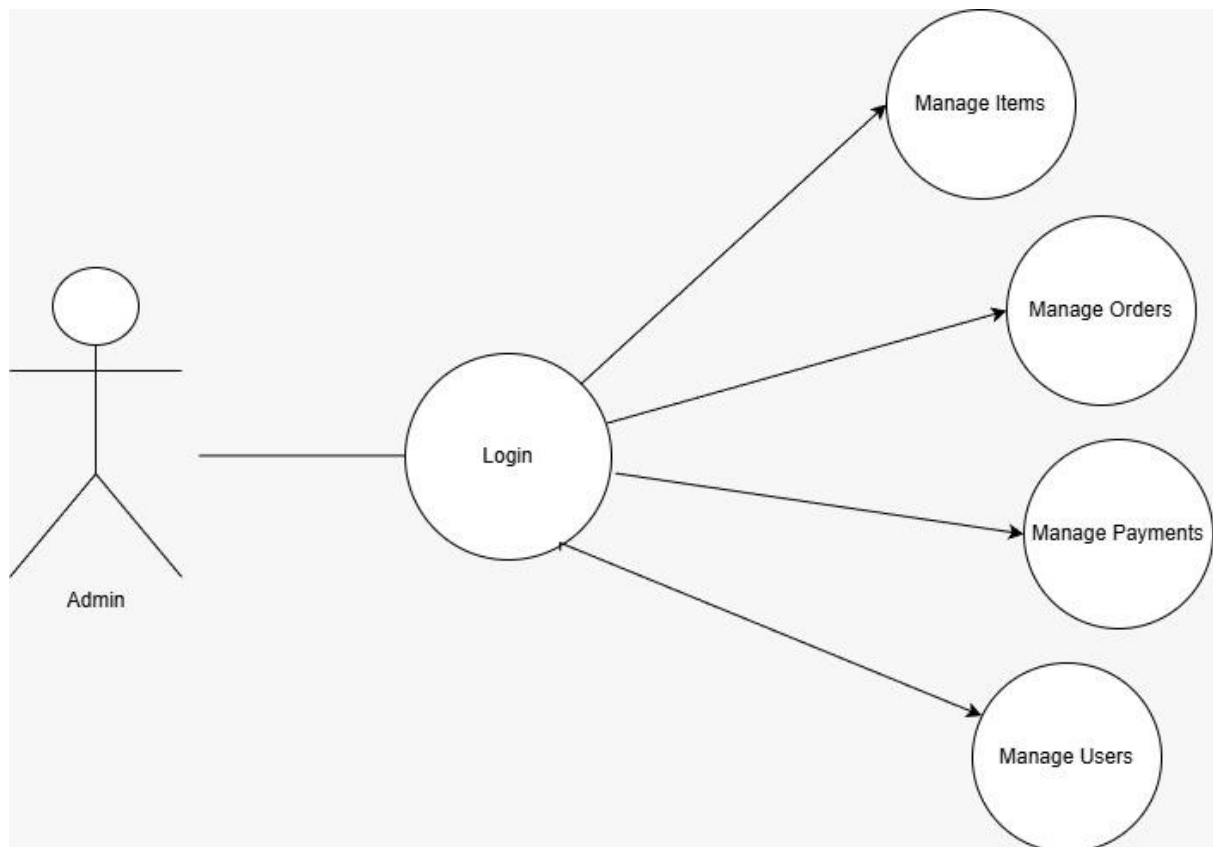 Manage Items
Manage Orders
Login
Manage Payments
Admin
Manage Users